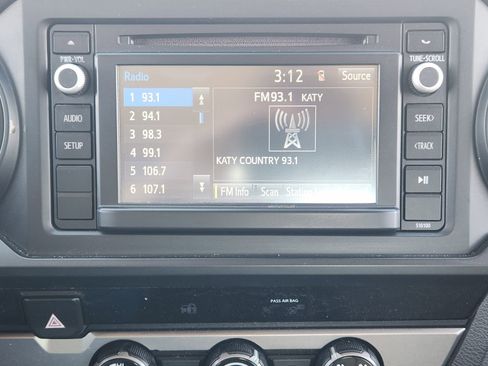 PWR·VOL
TUNE·SCROLL
Radio 3:12 Source
1 93.1 FM93.1 KATY
2 94.1
3 98.3
4 99.1
5 106.7
6 107.1
KATY COUNTRY 93.1
FM Info Scan Station
AUDIO
SETUP
SEEK>
<TRACK
510100
PASS AIR BAG